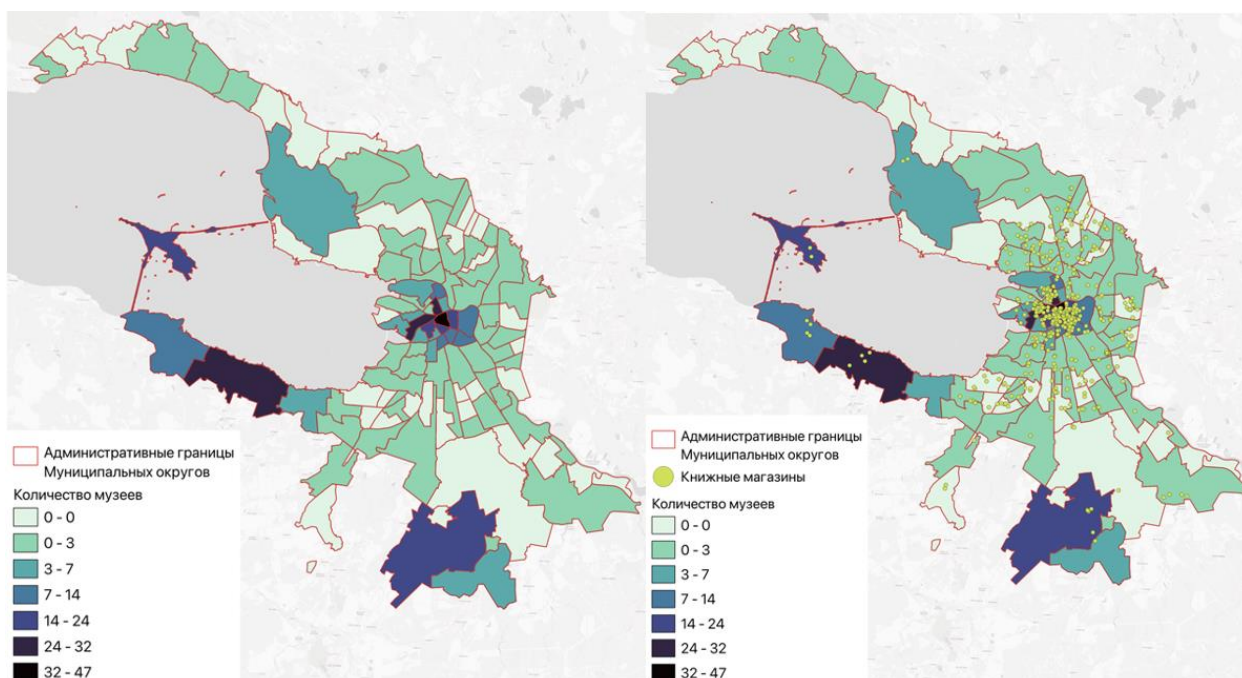 Административные границы
Муниципальных округов
Количество музеев
0 - 0
0 - 3
3 - 7
7 - 14
14 - 24
24 - 32
32 - 47
Административные границы
Муниципальных округов
Книжные магазины
Количество музеев
0 - 0
0 - 3
3 - 7
7 - 14
14 - 24
24 - 32
32 - 47